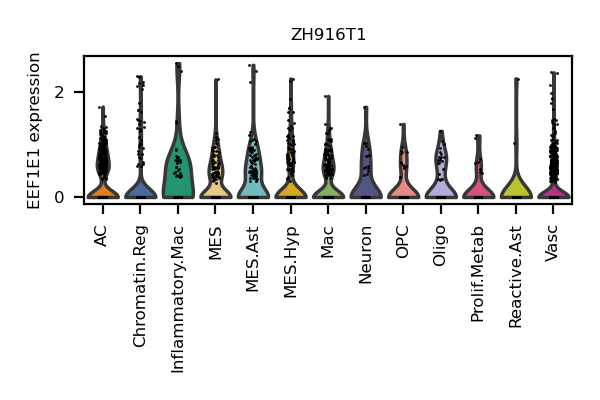 ZH916T1
EEF1E1 expression
2
0
AC
Chromatin.Reg
Inflammatory.Mac
MES
MES.Ast
MES.Hyp
Mac
Neuron
OPC
Oligo
Prolif.Metab
Reactive.Ast
Vasc